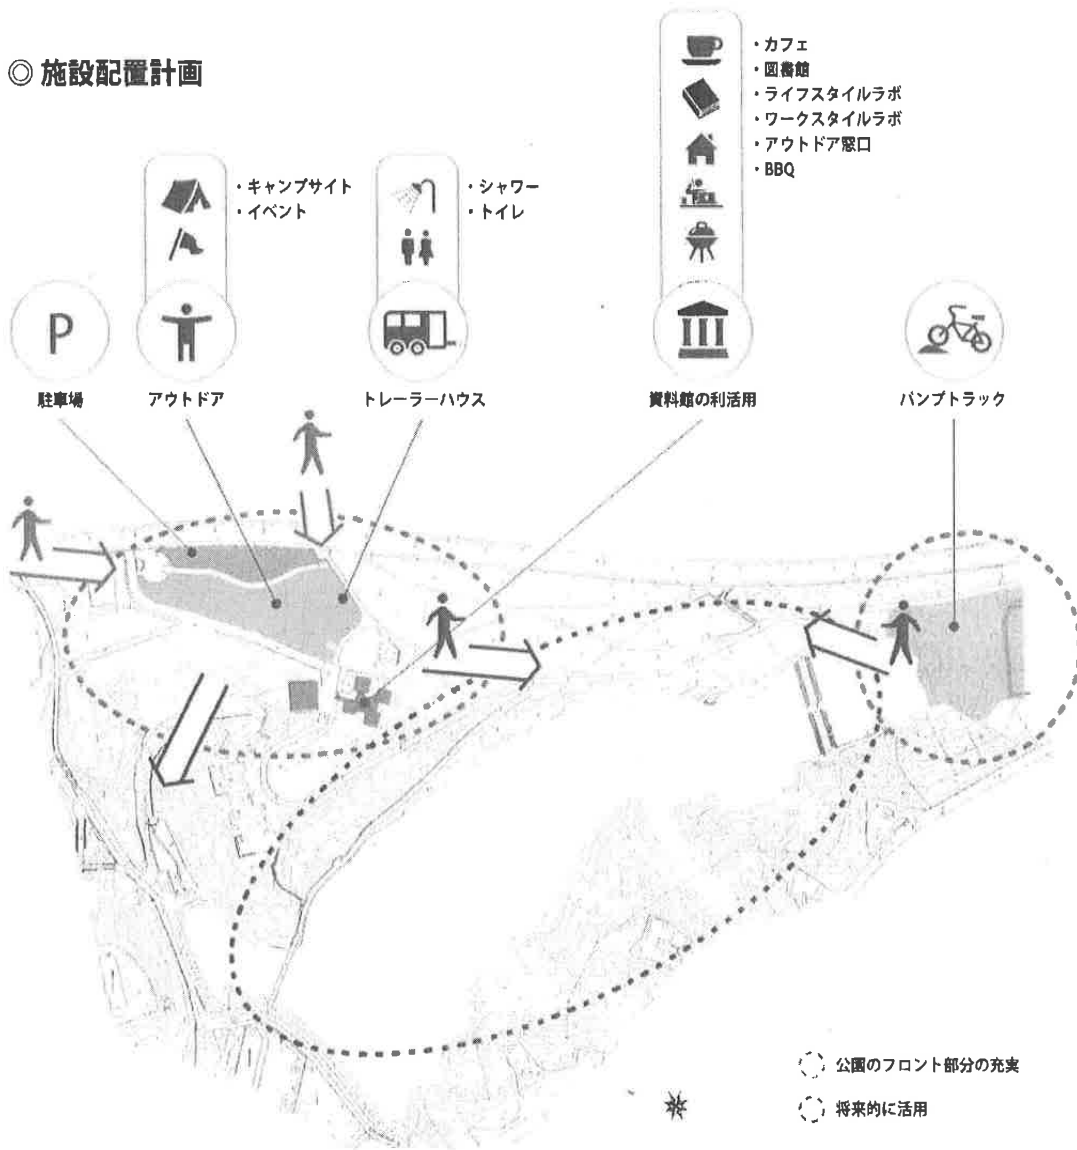 ◎ 施設配置計画
・カフェ
・図書館
・ライフスタイルラボ
・ワークスタイルラボ
・アウトドア窓口
・BBQ
・キャンプサイト
・イベント
・シャワー
・トイレ
P
駐車場
アウトドア
トレーラーハウス
資料館の利活用
パンプトラック
公園のフロント部分の充実
将来的に活用